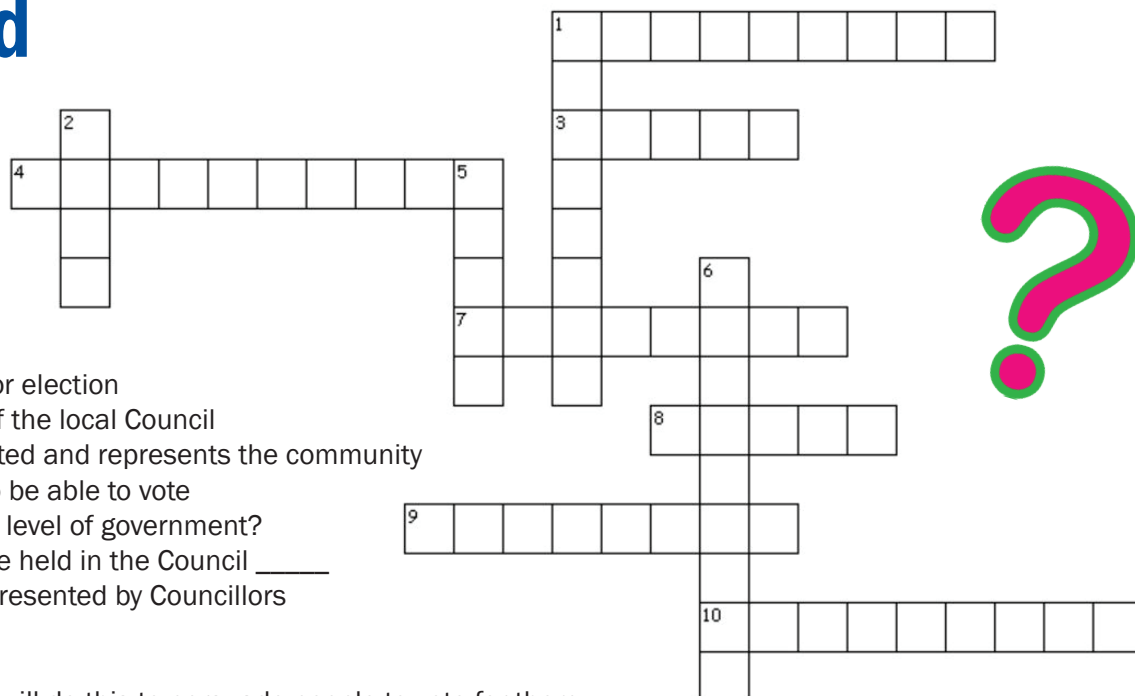 d
1
2
3
4
5
6
7
or election
f the local Council
ted and represents the community
be able to vote
8
level of government?
9
e held in the Council _____
resented by Councillors
10